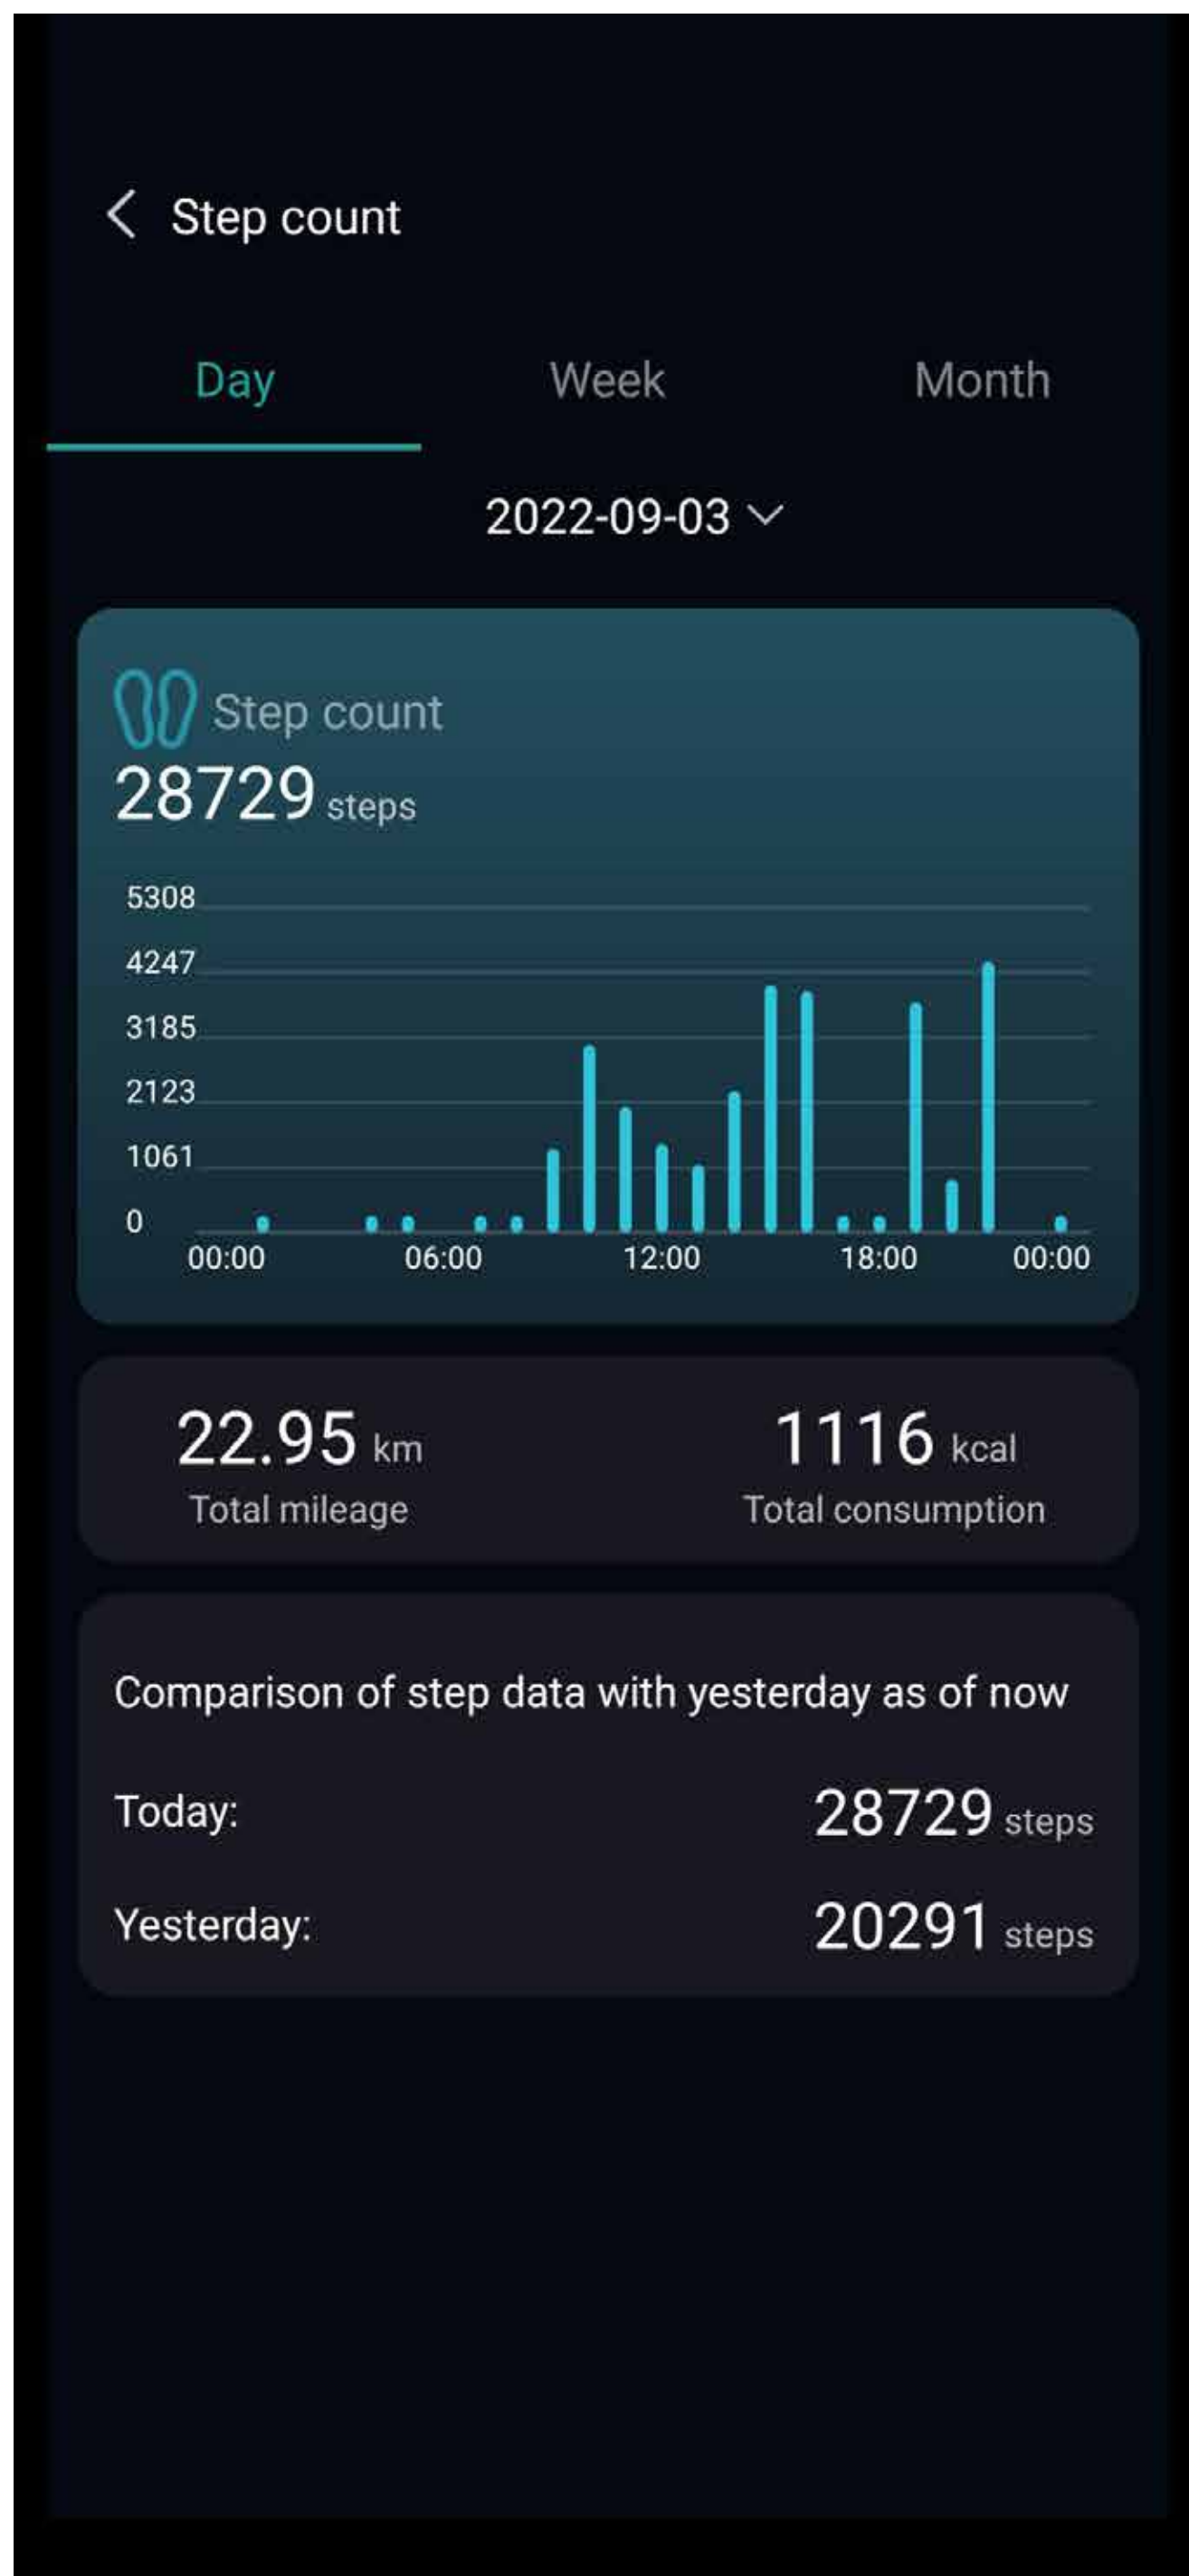 Step count
Day Week Month
2022-09-03
Step count
28729 steps
5308
4247
3185
2123
1061
0
00:00 06:00 12:00 18:00 00:00
22.95 km 1116 kcal
Total mileage Total consumption
Comparison of step data with yesterday as of now
Today: 28729 steps
Yesterday: 20291 steps